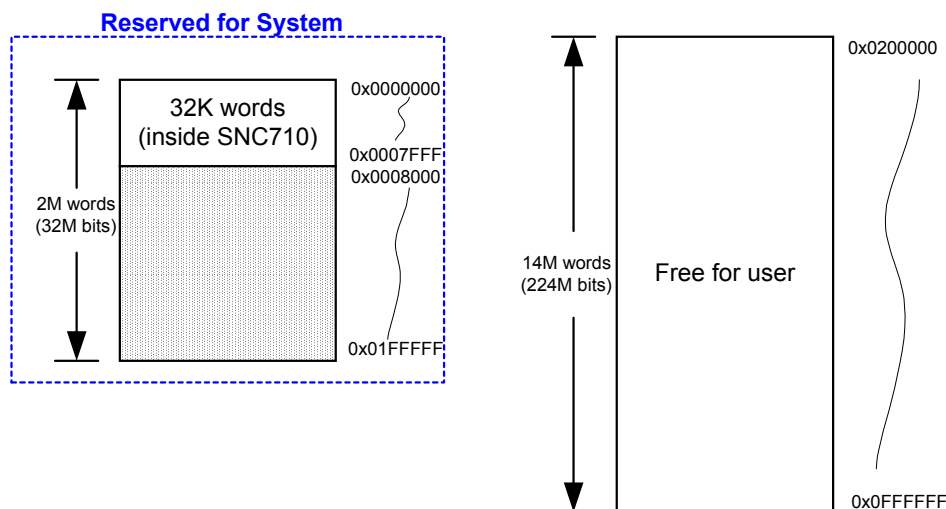 Reserved for System
32K words
(inside SNC710)
0x0000000
0x0007FFF
0x0008000
2M words
(32M bits)
0x01FFFFF
0x0200000
14M words
(224M bits)
Free for user
0x0FFFFFF